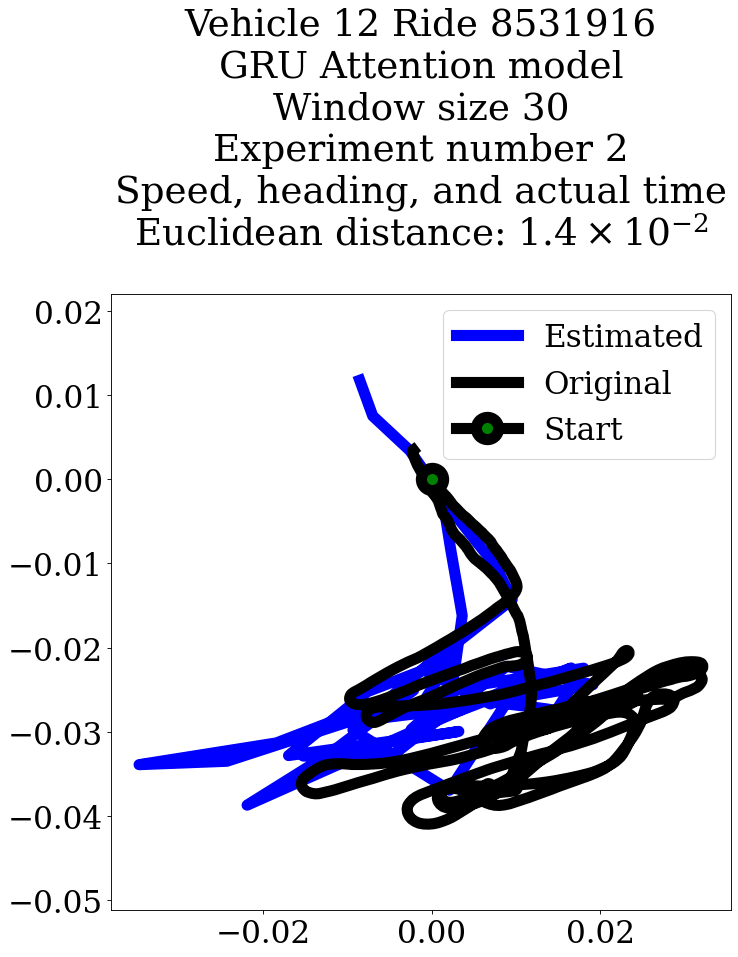 Vehicle 12 Ride 8531916
GRU Attention model
Window size 30
Experiment number 2
Speed, heading, and actual time
Euclidean distance: 1.4 × 10⁻²
Estimated
Original
Start
0.02
0.01
0.00
−0.01
−0.02
−0.03
−0.04
−0.05
−0.02 0.00 0.02